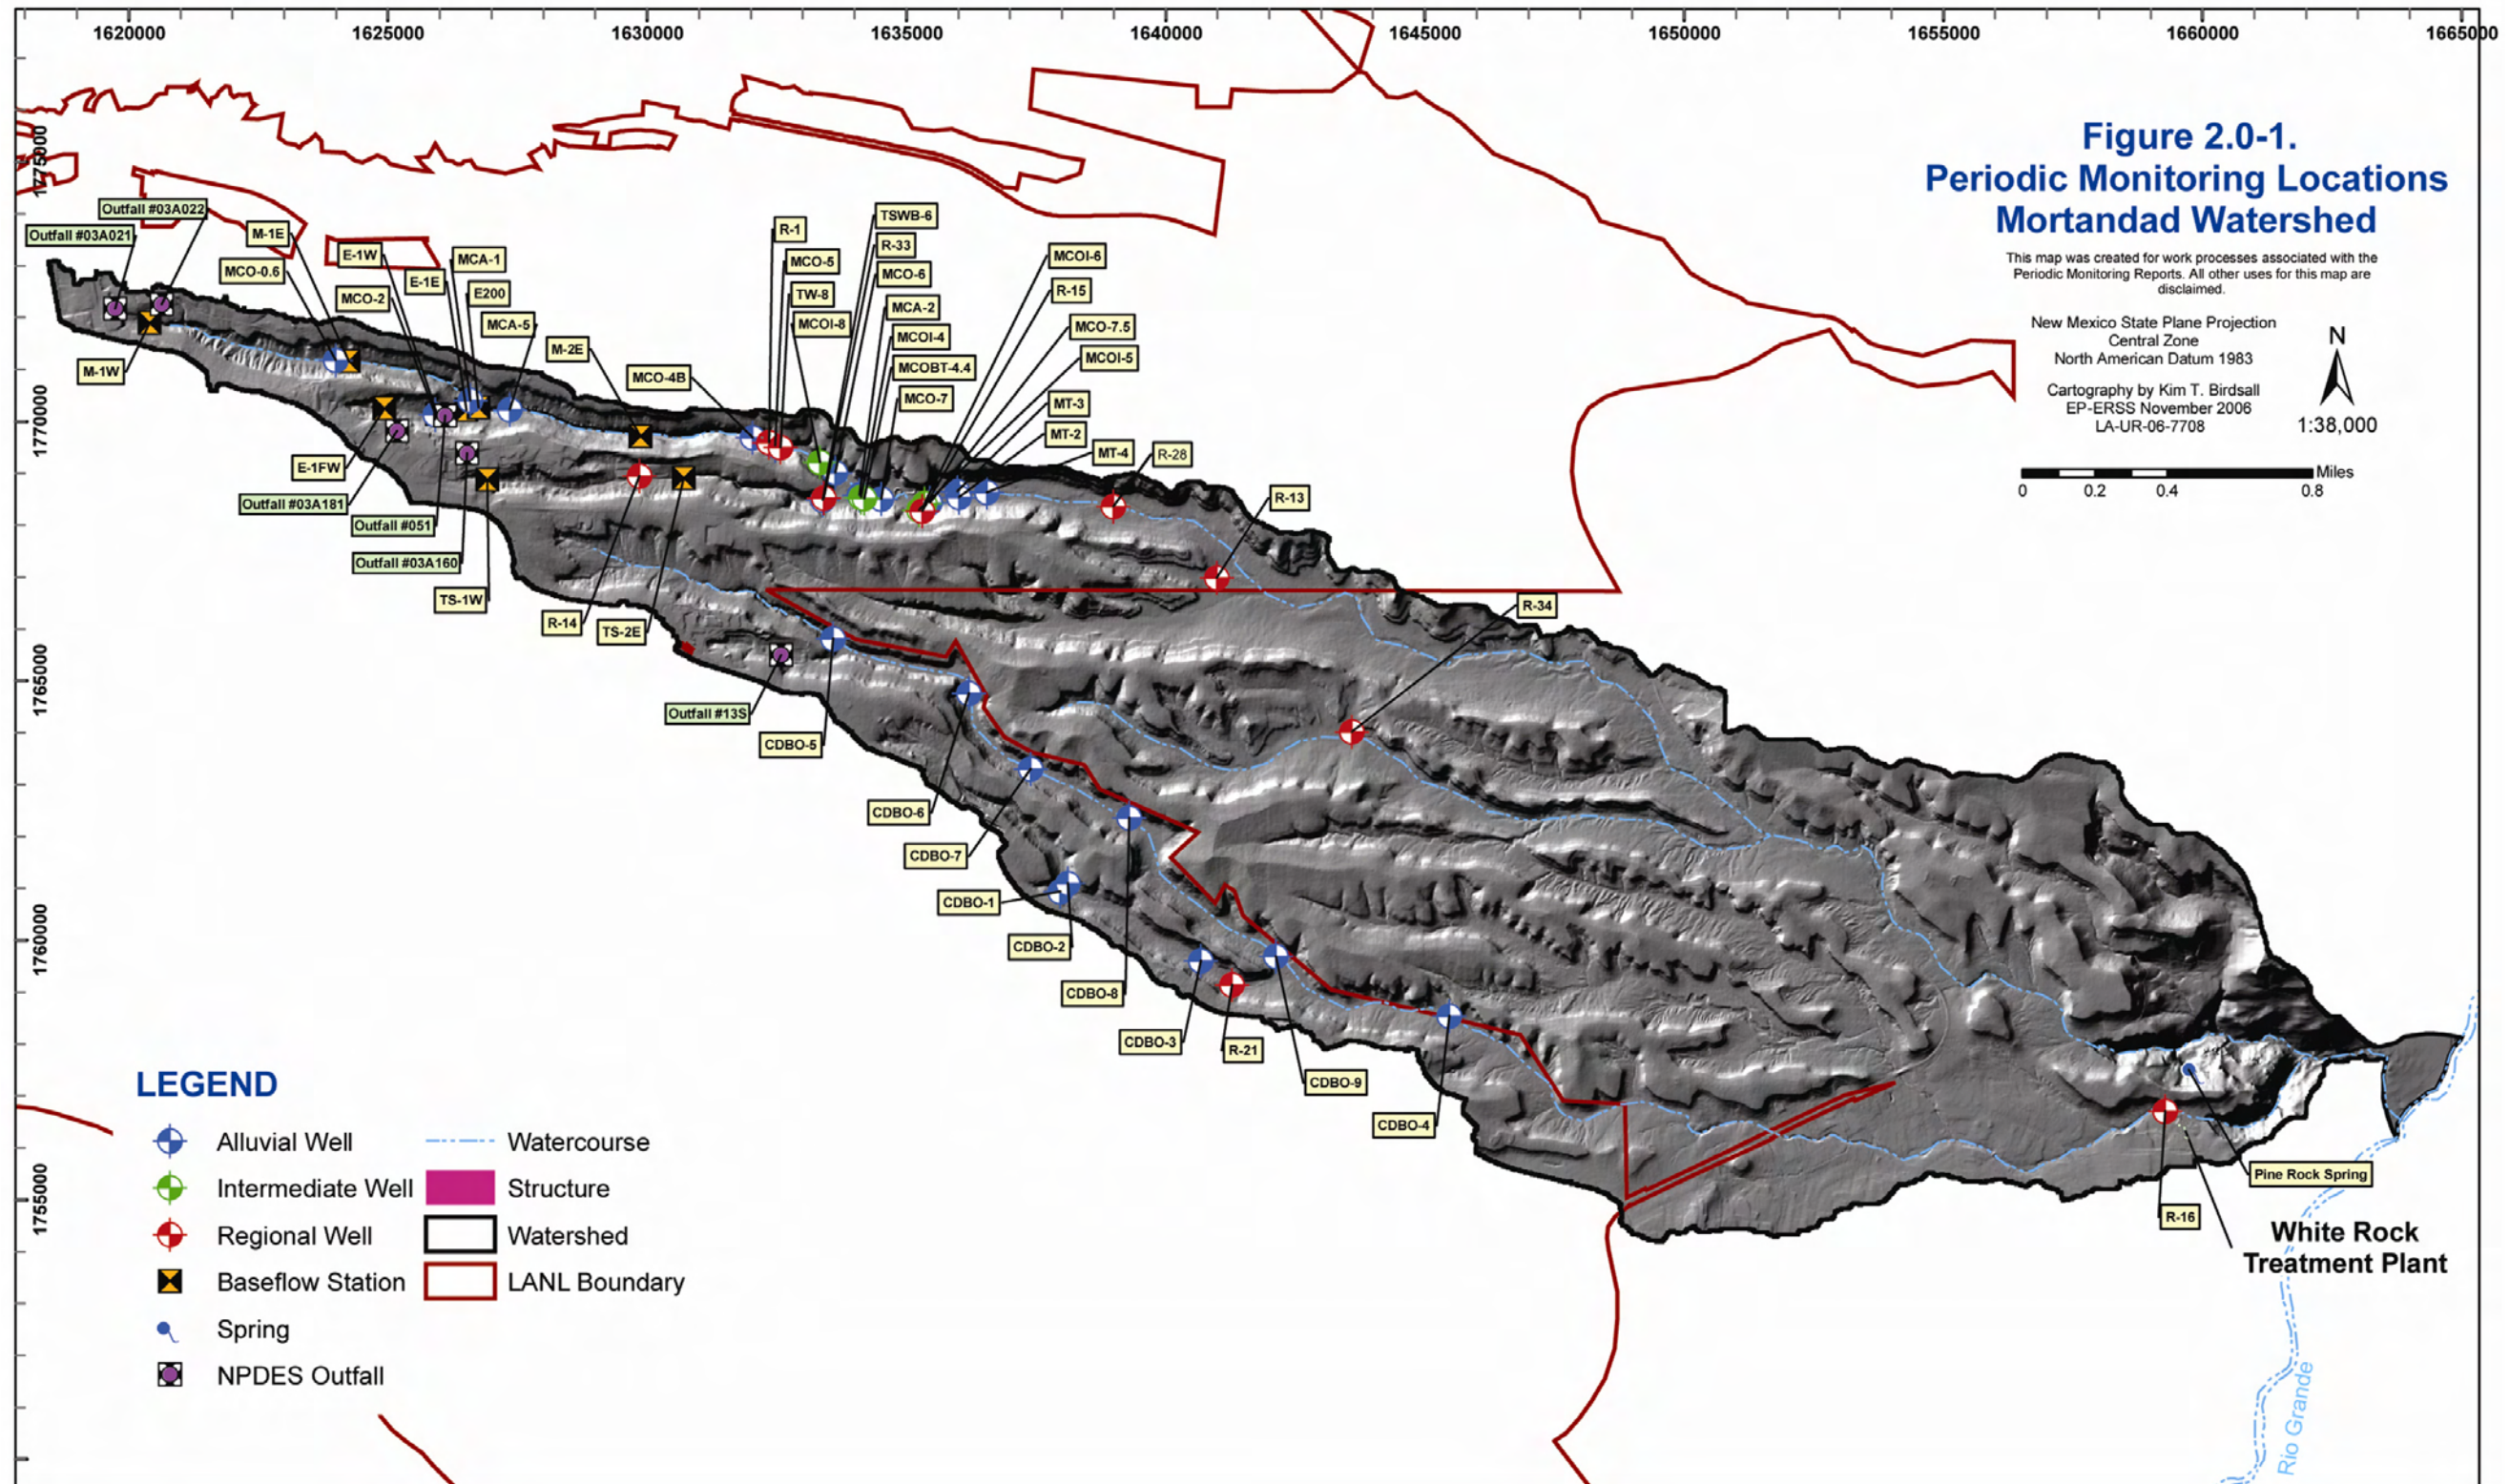 1620000
1625000
1630000
1635000
1640000
1645000
1650000
1655000
1660000
1665000
1775000
1770000
1765000
1760000
1755000
Figure 2.0-1.
Periodic Monitoring Locations
Mortandad Watershed
This map was created for work processes associated with the
Periodic Monitoring Reports. All other uses for this map are
disclaimed.
New Mexico State Plane Projection
Central Zone
North American Datum 1983
Cartography by Kim T. Birdsall
EP-ERSS November 2006
LA-UR-06-7708
N
1:38,000
Miles
0
0.2
0.4
0.8
Outfall #03A022
Outfall #03A021
M-1E
MCO-0.6
E-1W
MCA-1
E-1E
MCO-2
E200
MCA-5
M-1W
M-2E
MCO-4B
R-1
MCO-5
TW-8
MCOI-8
TSWB-6
R-33
MCO-6
MCA-2
MCOI-4
MCOBT-4.4
MCO-7
MCOI-6
R-15
MCO-7.5
MCOI-5
MT-3
MT-2
MT-4
R-28
R-13
E-1FW
Outfall #03A181
Outfall #051
Outfall #03A160
TS-1W
R-14
TS-2E
R-34
Outfall #13S
CDBO-5
CDBO-6
CDBO-7
CDBO-1
CDBO-2
CDBO-8
CDBO-3
R-21
CDBO-9
CDBO-4
Pine Rock Spring
R-16
White Rock
Treatment Plant
Rio Grande
LEGEND
Alluvial Well
Intermediate Well
Regional Well
Baseflow Station
Spring
NPDES Outfall
Watercourse
Structure
Watershed
LANL Boundary